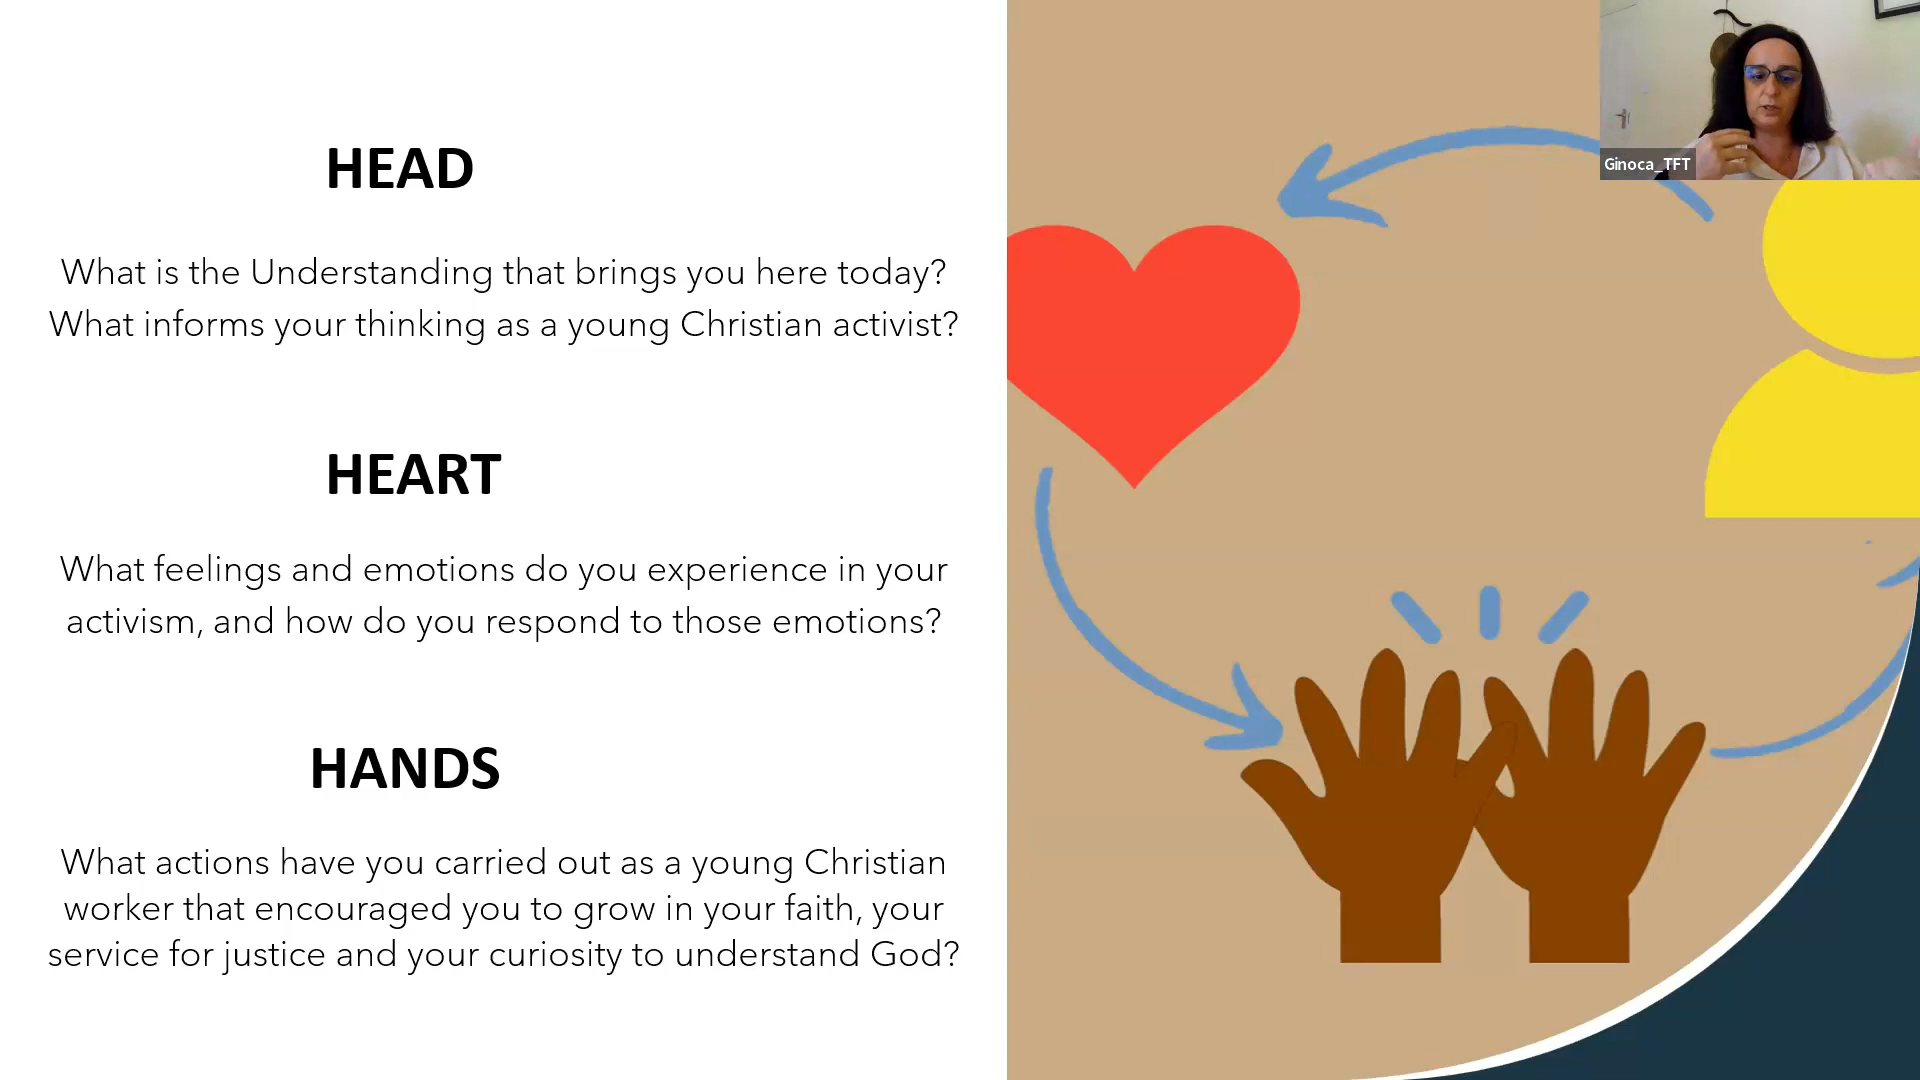 HEAD
What is the Understanding that brings you here today?
What informs your thinking as a young Christian activist?
HEART
What feelings and emotions do you experience in your
activism, and how do you respond to those emotions?
HANDS
What actions have you carried out as a young Christian
worker that encouraged you to grow in your faith, your
service for justice and your curiosity to understand God?
Ginoca_TFT